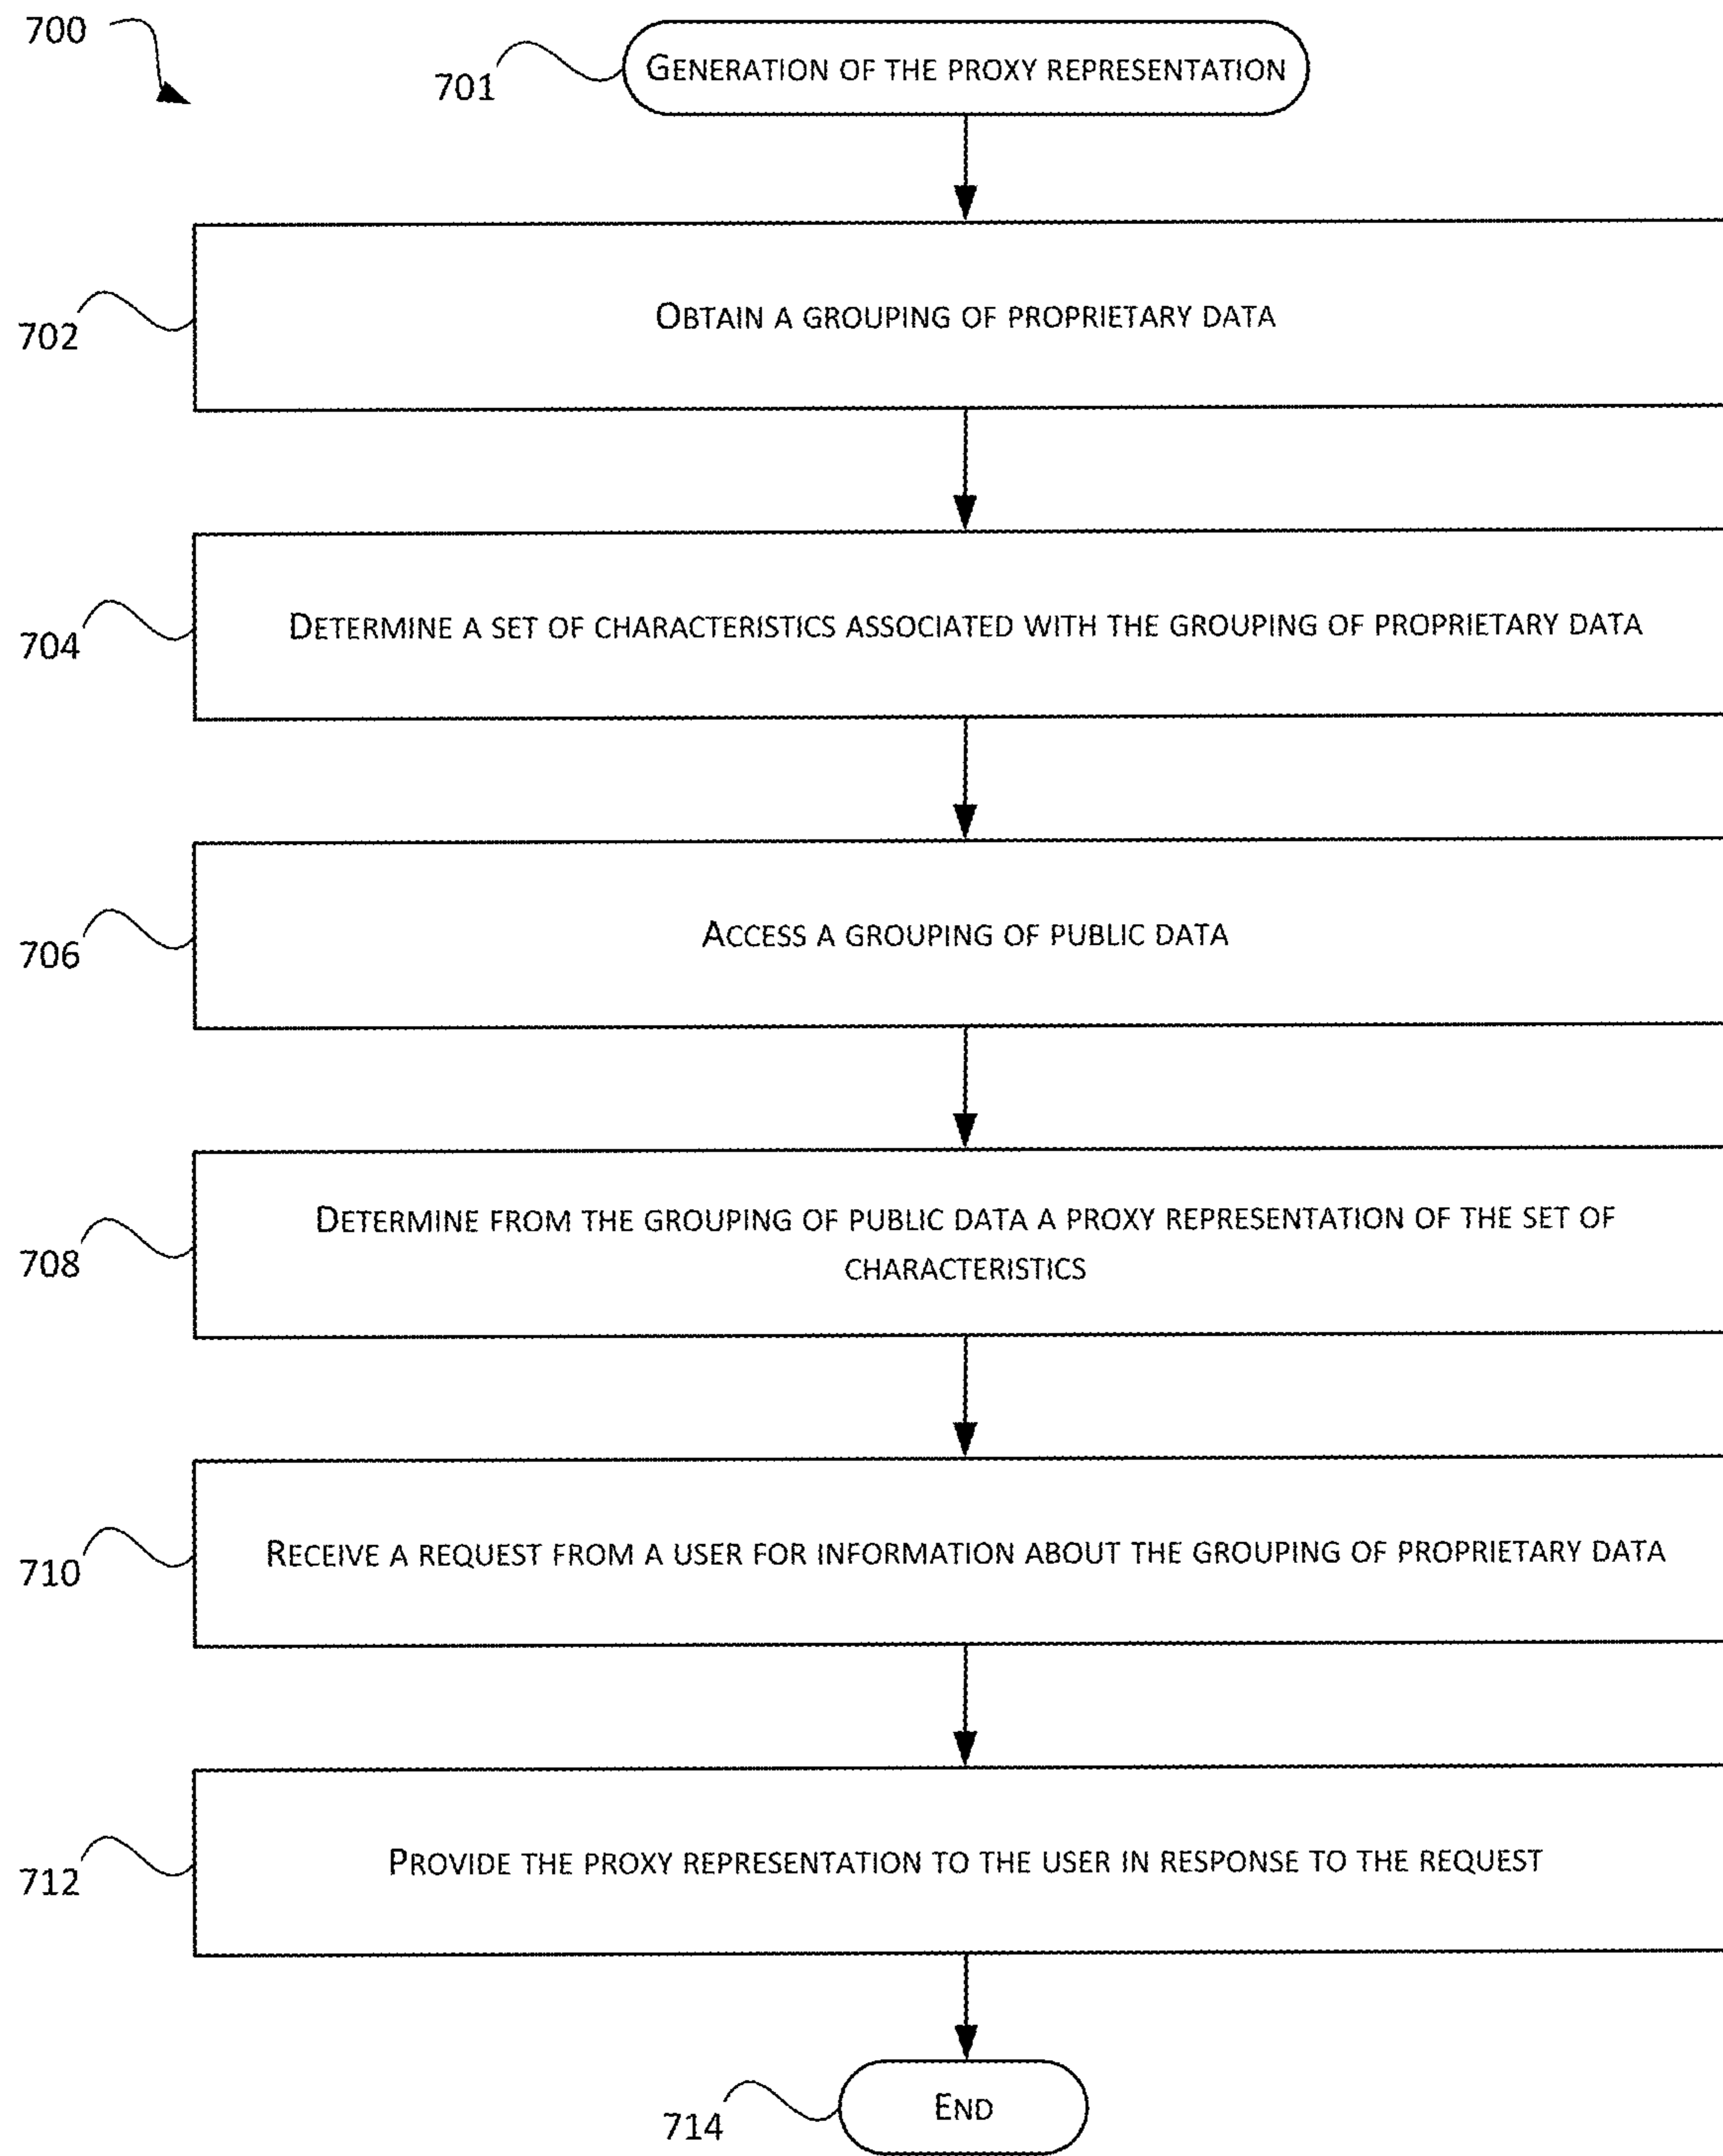 700
701
GENERATION OF THE PROXY REPRESENTATION
702
OBTAIN A GROUPING OF PROPRIETARY DATA
704
DETERMINE A SET OF CHARACTERISTICS ASSOCIATED WITH THE GROUPING OF PROPRIETARY DATA
706
ACCESS A GROUPING OF PUBLIC DATA
708
DETERMINE FROM THE GROUPING OF PUBLIC DATA A PROXY REPRESENTATION OF THE SET OF
CHARACTERISTICS
710
RECEIVE A REQUEST FROM A USER FOR INFORMATION ABOUT THE GROUPING OF PROPRIETARY DATA
712
PROVIDE THE PROXY REPRESENTATION TO THE USER IN RESPONSE TO THE REQUEST
714
END